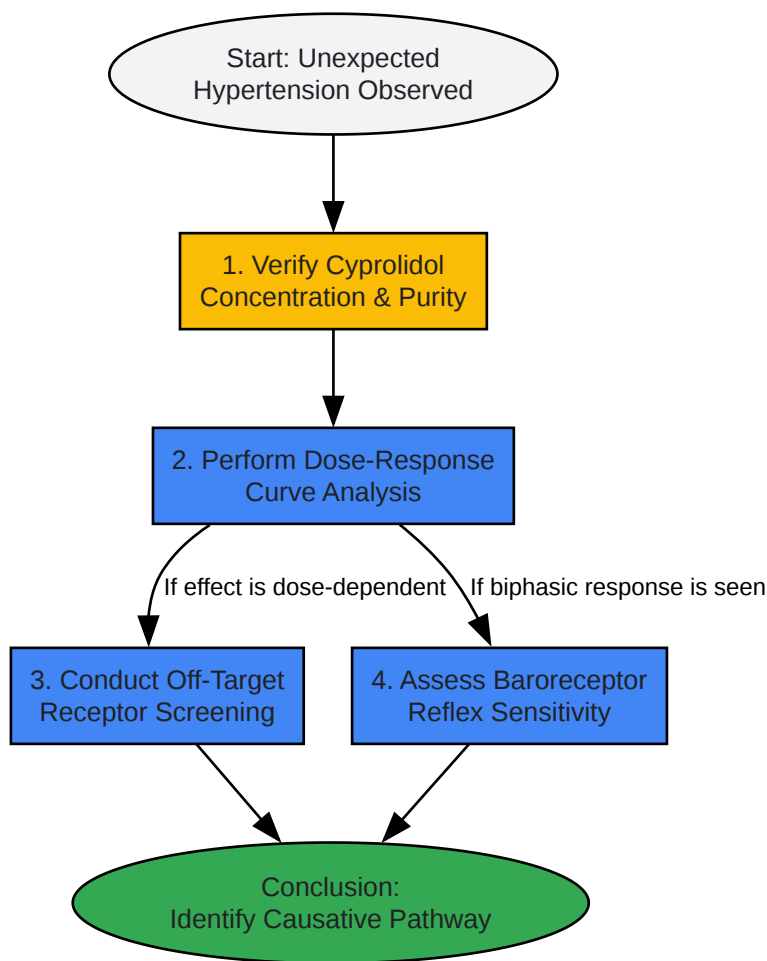 Start: Unexpected
Hypertension Observed
1. Verify Cyprolidol
Concentration & Purity
2. Perform Dose-Response
Curve Analysis
If effect is dose-dependent
If biphasic response is seen
3. Conduct Off-Target
Receptor Screening
4. Assess Baroreceptor
Reflex Sensitivity
Conclusion:
Identify Causative Pathway